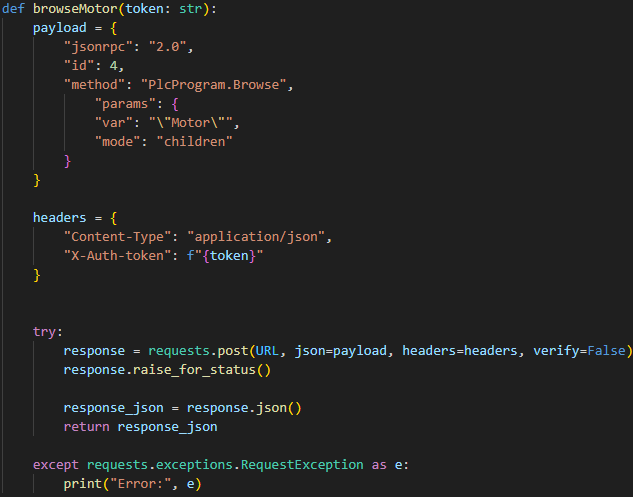 def browseMotor(token: str):
    payload = {
        "jsonrpc": "2.0",
        "id": 4,
        "method": "PlcProgram.Browse",
            "params": {
            "var": "\"Motor\"",
            "mode": "children"
        }
    }

    headers = {
        "Content-Type": "application/json",
        "X-Auth-token": f"{token}"
    }


    try:
        response = requests.post(URL, json=payload, headers=headers, verify=False)
        response.raise_for_status()

        response_json = response.json()
        return response_json

    except requests.exceptions.RequestException as e:
        print("Error:", e)